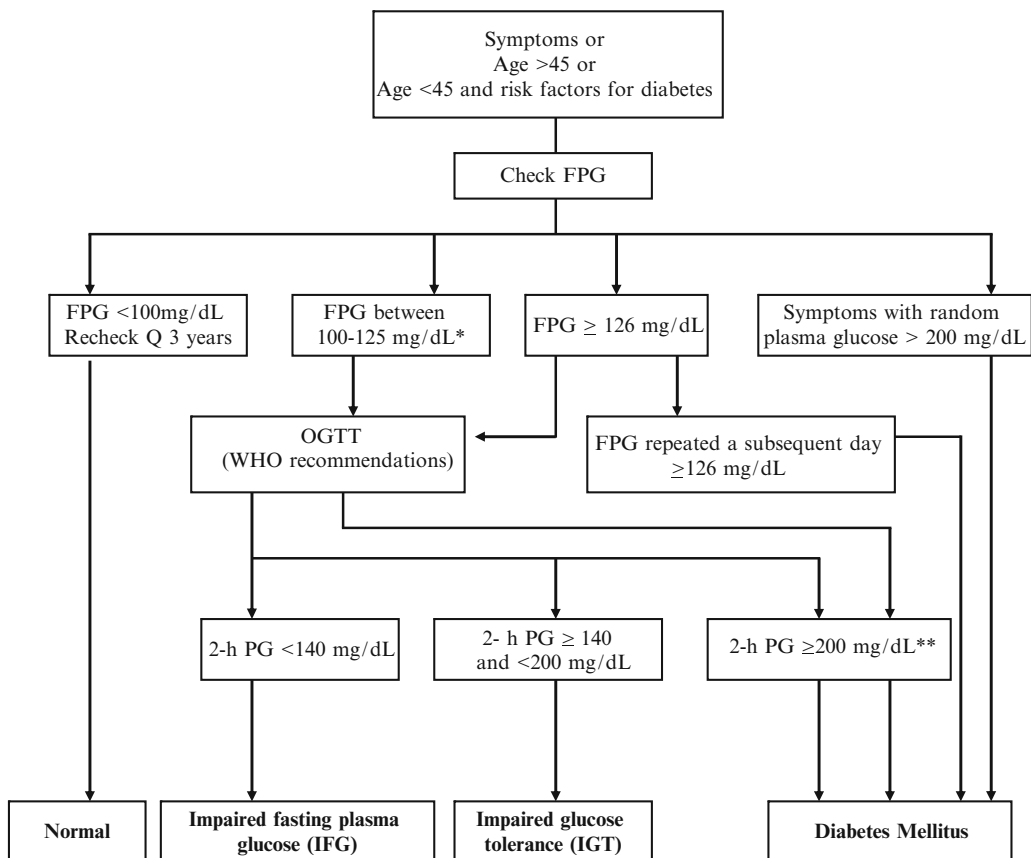 Symptoms or
Age >45 or
Age <45 and risk factors for diabetes
Check FPG
FPG <100mg/dL
Recheck Q 3 years
FPG between
100-125 mg/dL*
FPG ≥ 126 mg/dL
Symptoms with random
plasma glucose > 200 mg/dL
OGTT
(WHO recommendations)
FPG repeated a subsequent day
≥126 mg/dL
2-h PG <140 mg/dL
2- h PG ≥ 140
and <200 mg/dL
2-h PG ≥200 mg/dL**
Normal
Impaired fasting plasma
glucose (IFG)
Impaired glucose
tolerance (IGT)
Diabetes Mellitus